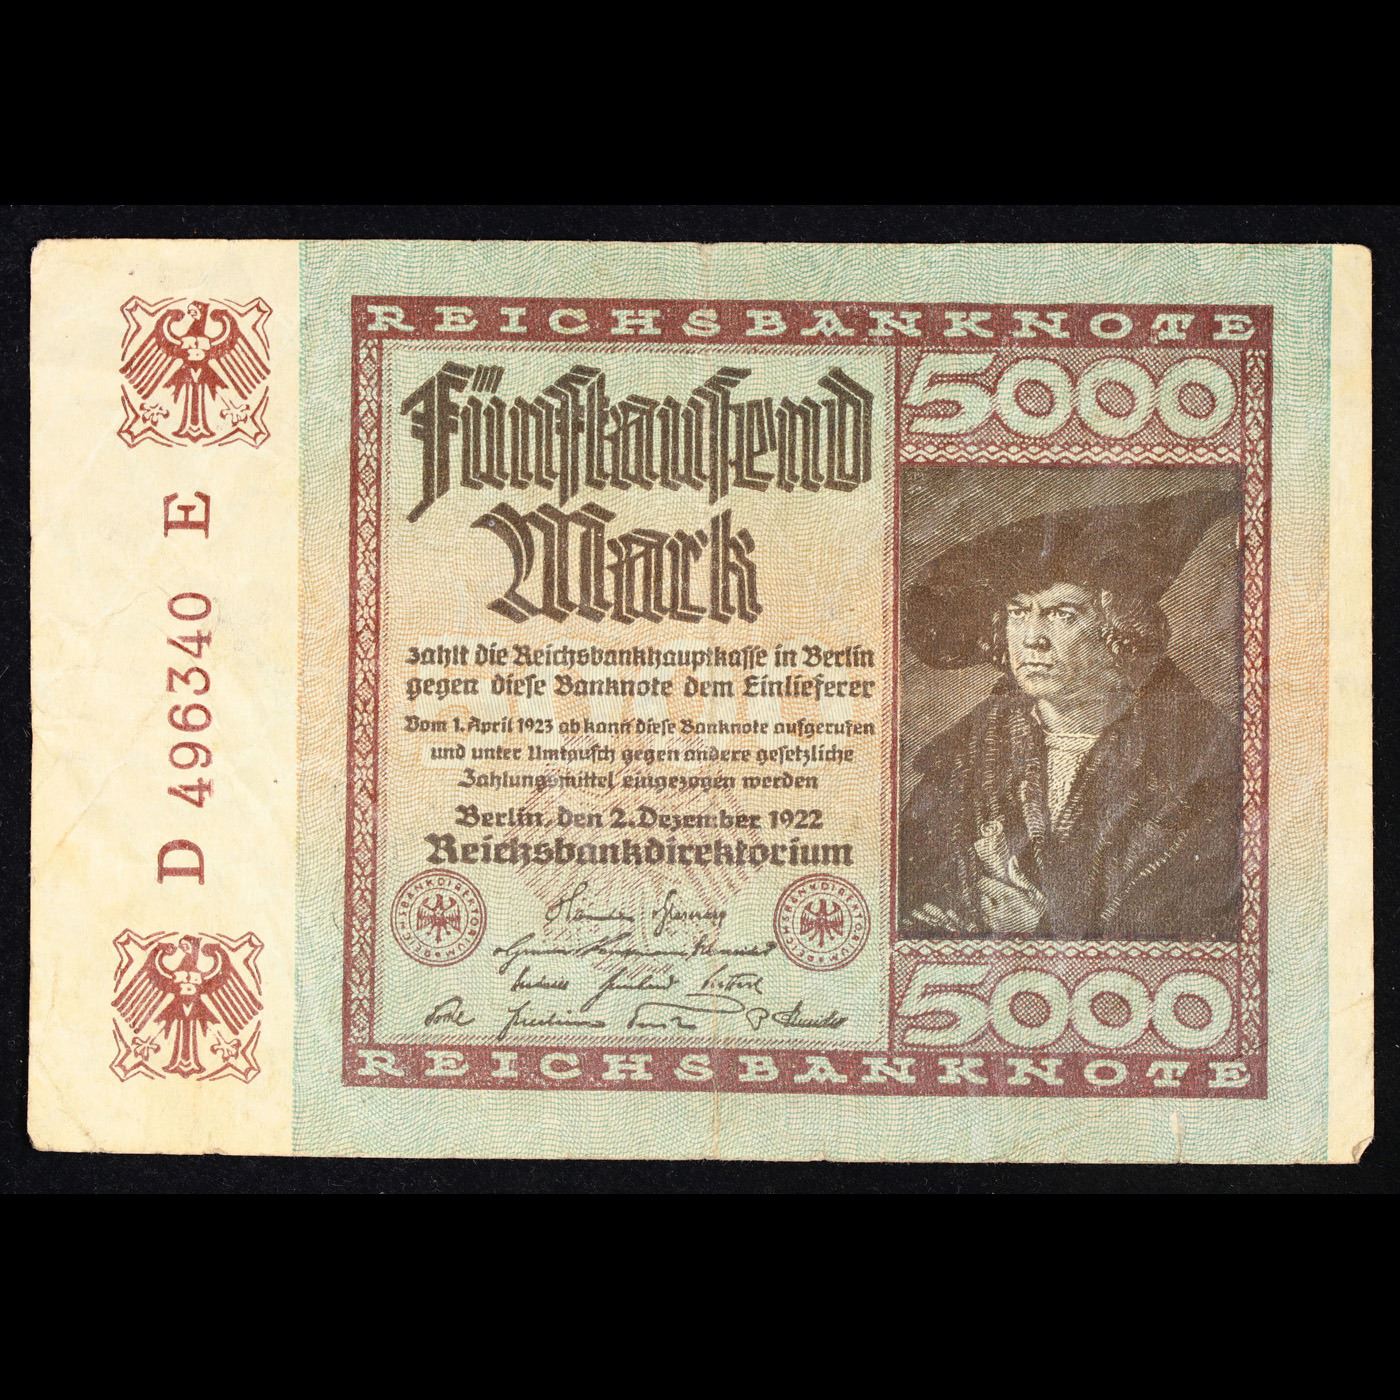 REICHSBANKNOTE
D 496340 E
Fünftausend
Mark
5000
zahlt die Reichsbankhauptkasse in Berlin
gegen diese Banknote dem Einlieferer
Vom 1. April 1923 ab kann diese Banknote aufgerufen
und unter Umtausch gegen andere gesetzliche
Zahlungsmittel eingezogen werden
Berlin, den 2. Dezember 1922
Reichsbankdirektorium
REICHSBANKDIREKTORIUM
REICHSBANKDIREKTORIUM
5000
REICHSBANKNOTE